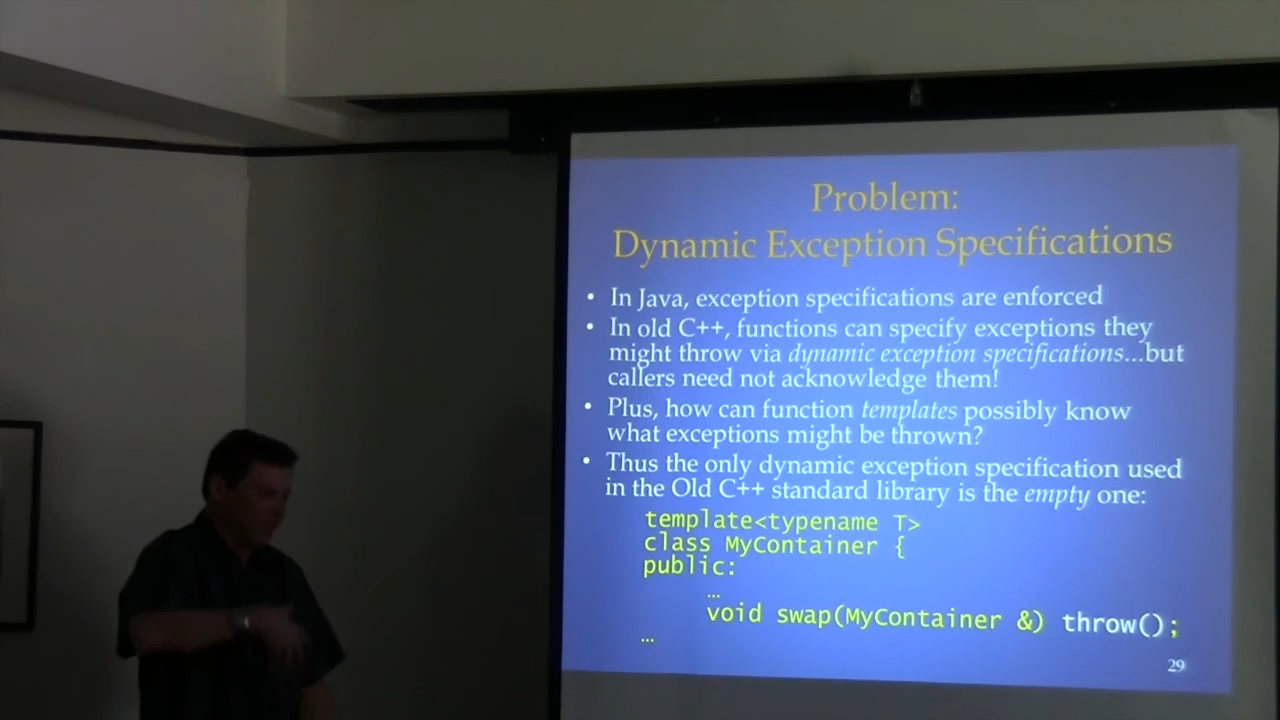 Problem:
Dynamic Exception Specifications
• In Java, exception specifications are enforced
• In old C++, functions can specify exceptions they
might throw via dynamic exception specifications...but
callers need not acknowledge them!
• Plus, how can function templates possibly know
what exceptions might be thrown?
• Thus the only dynamic exception specification used
in the Old C++ standard library is the empty one:
template<typename T>
class MyContainer {
public:
…
void swap(MyContainer &) throw();
…
29